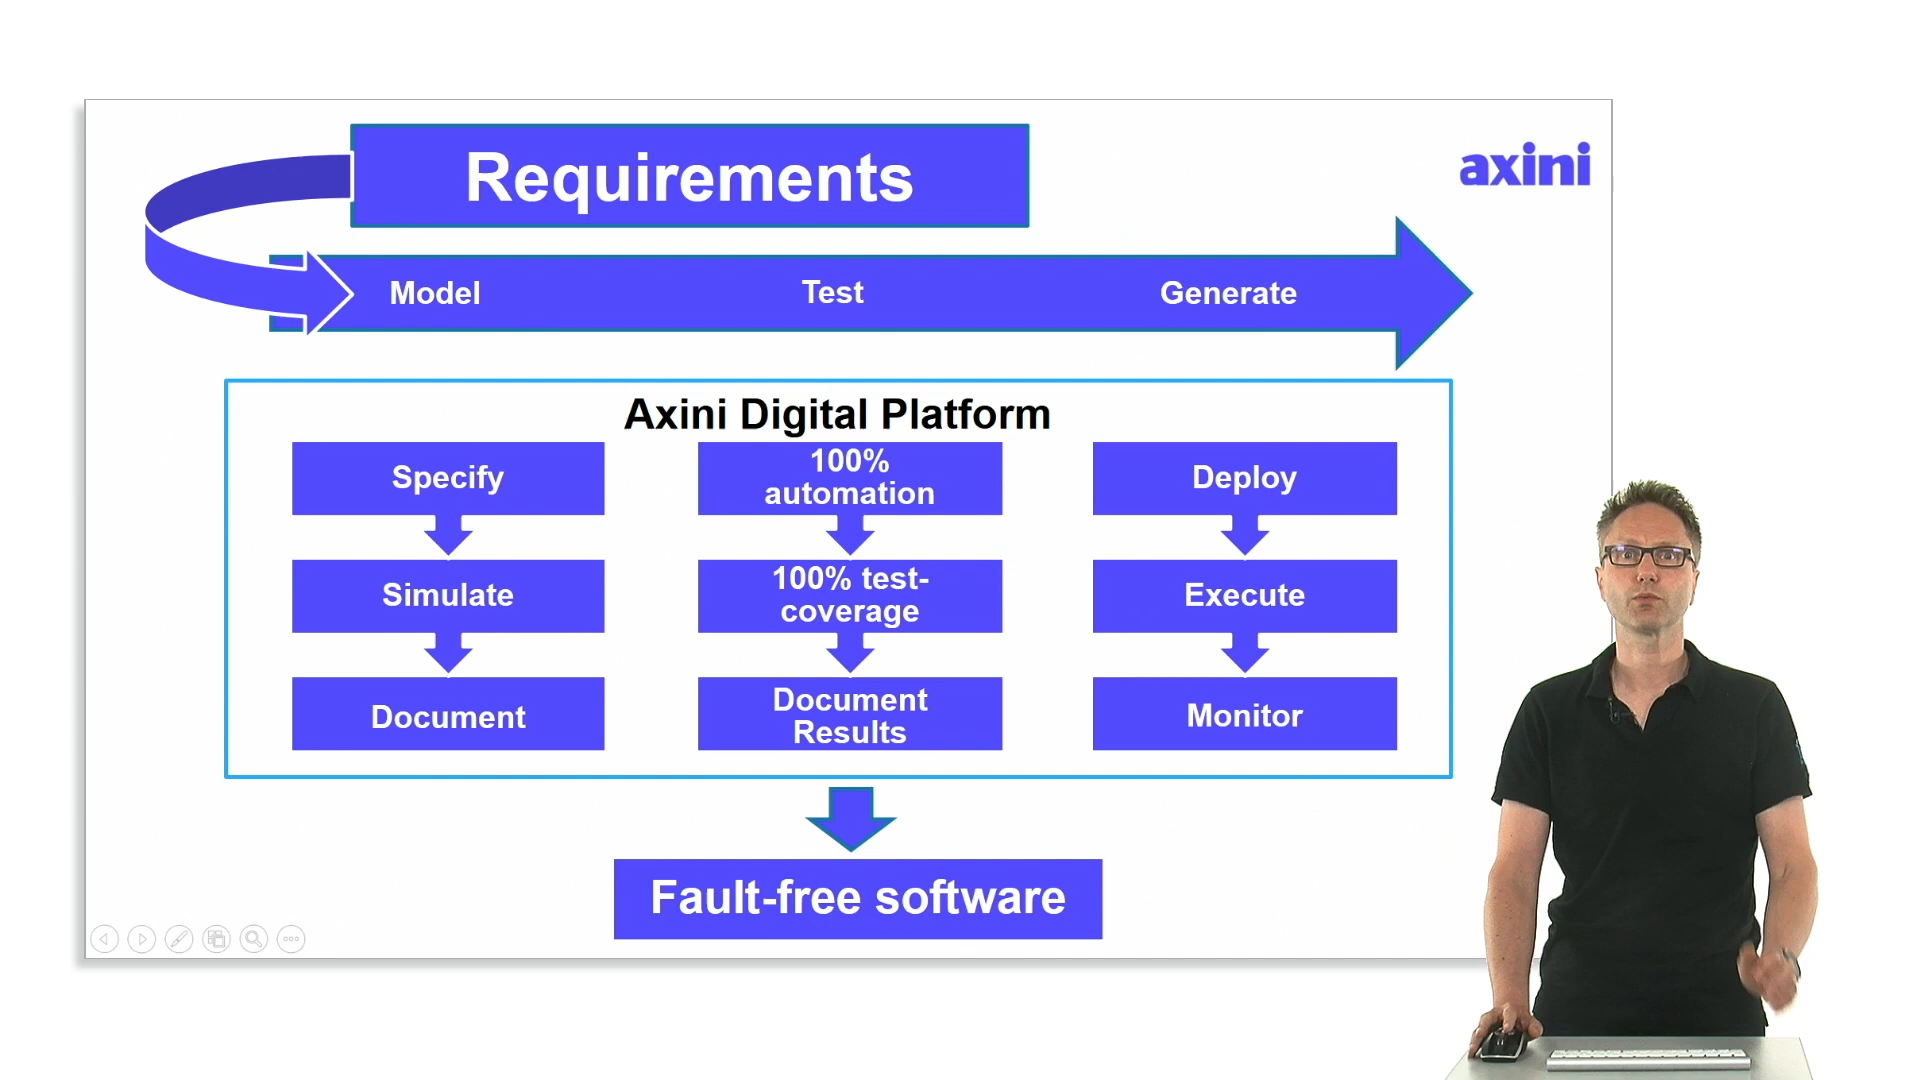 Requirements
axini
Model
Test
Generate
Axini Digital Platform
Specify
100%
automation
Deploy
Simulate
100% test-
coverage
Execute
Document
Document
Results
Monitor
Fault-free software